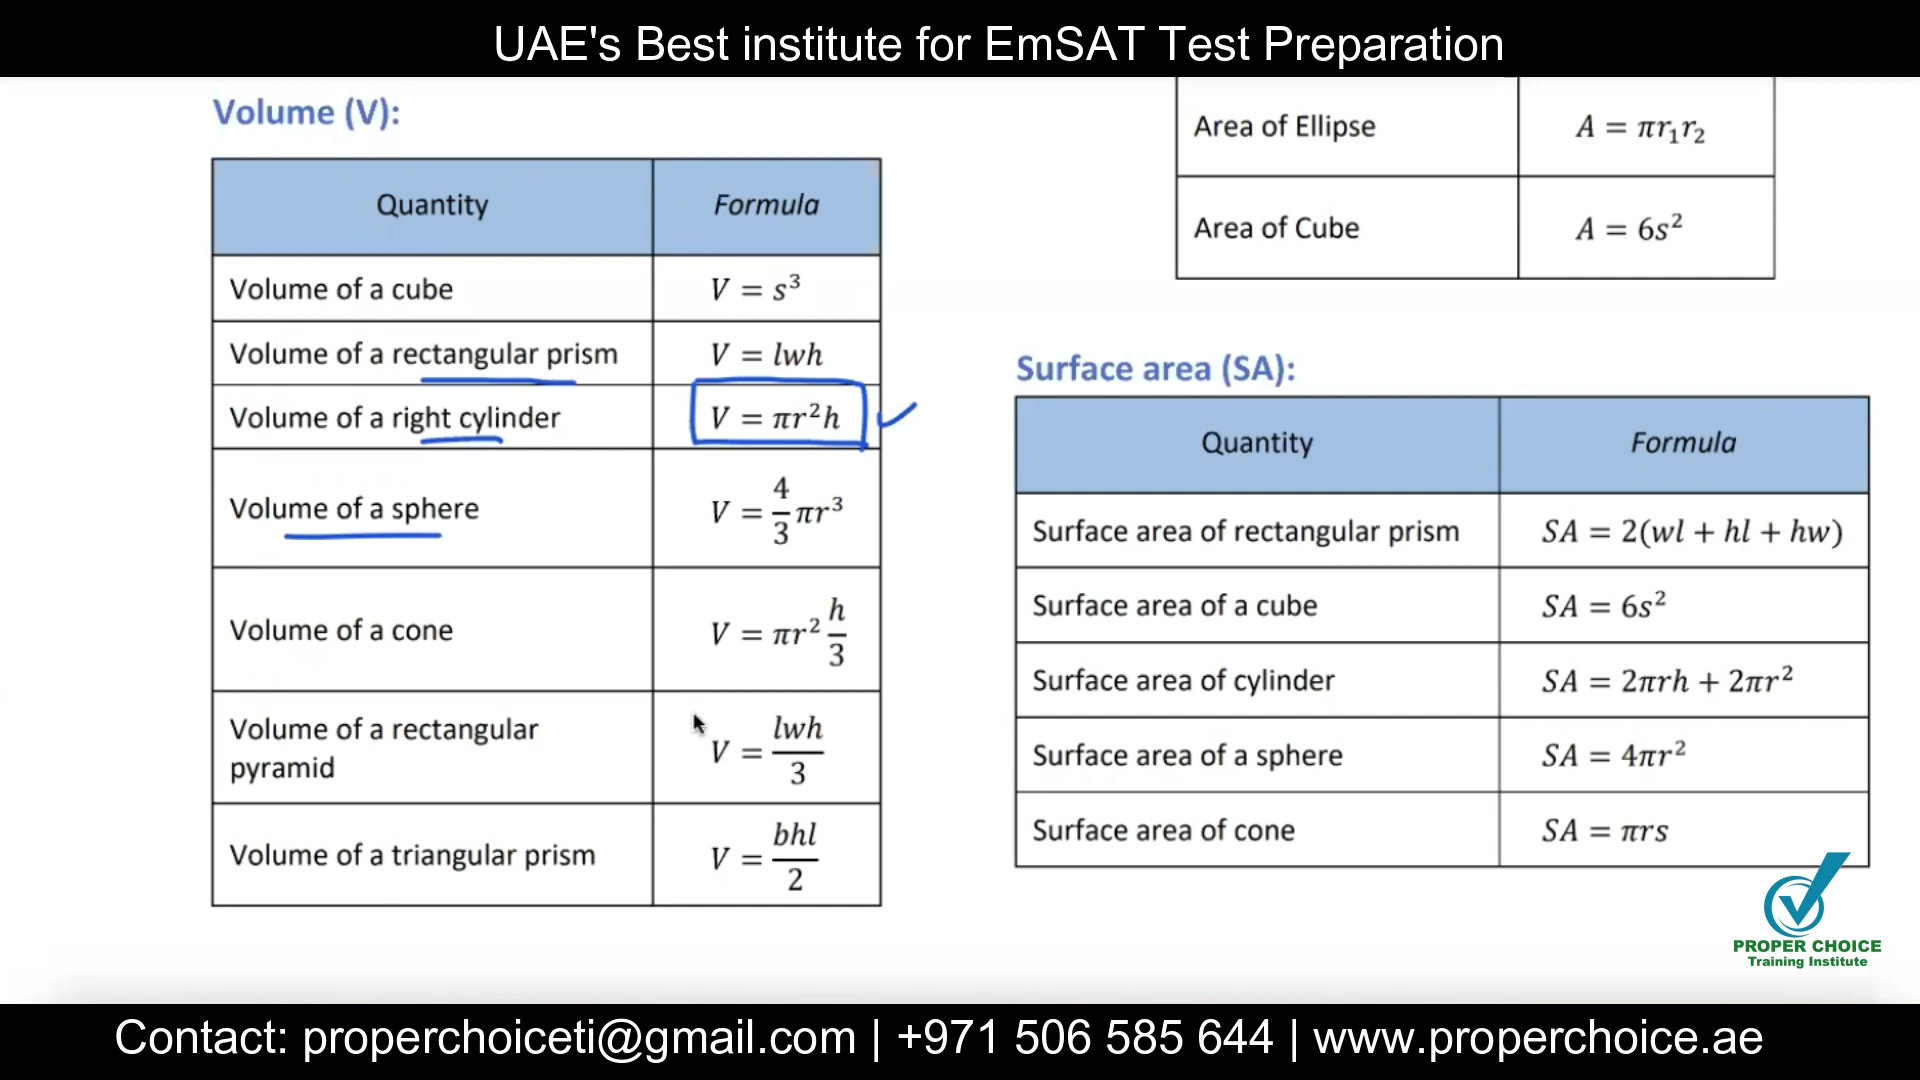 UAE's Best institute for EmSAT Test Preparation
Volume (V):
Quantity Formula
Volume of a cube V = s³
Volume of a rectangular prism V = lwh
Volume of a right cylinder V = πr²h
Volume of a sphere V = 4/3 πr³
Volume of a cone V = πr² h/3
Volume of a rectangular
pyramid V = lwh/3
Volume of a triangular prism V = bhl/2
Area of Ellipse A = πr₁r₂
Area of Cube A = 6s²
Surface area (SA):
Quantity Formula
Surface area of rectangular prism SA = 2(wl + hl + hw)
Surface area of a cube SA = 6s²
Surface area of cylinder SA = 2πrh + 2πr²
Surface area of a sphere SA = 4πr²
Surface area of cone SA = πrs
PROPER CHOICE
Training Institute
Contact: properchoiceti@gmail.com | +971 506 585 644 | www.properchoice.ae